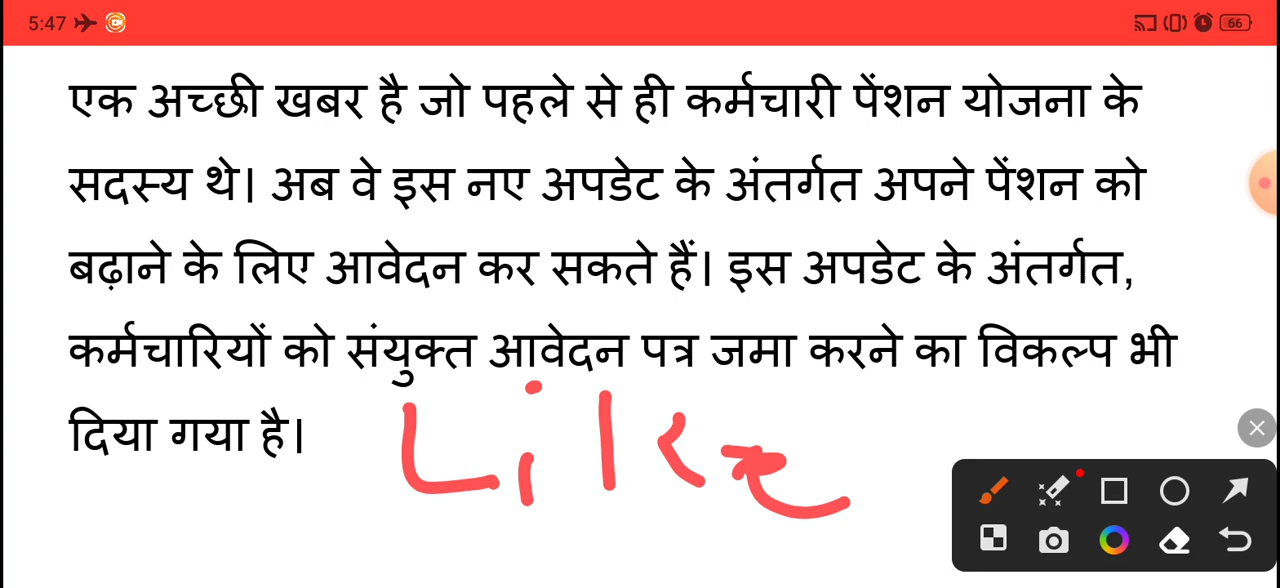 5:47
66
एक अच्छी खबर है जो पहले से ही कर्मचारी पेंशन योजना के
सदस्य थे। अब वे इस नए अपडेट के अंतर्गत अपने पेंशन को
बढ़ाने के लिए आवेदन कर सकते हैं। इस अपडेट के अंतर्गत,
कर्मचारियों को संयुक्त आवेदन पत्र जमा करने का विकल्प भी
दिया गया है।
Like